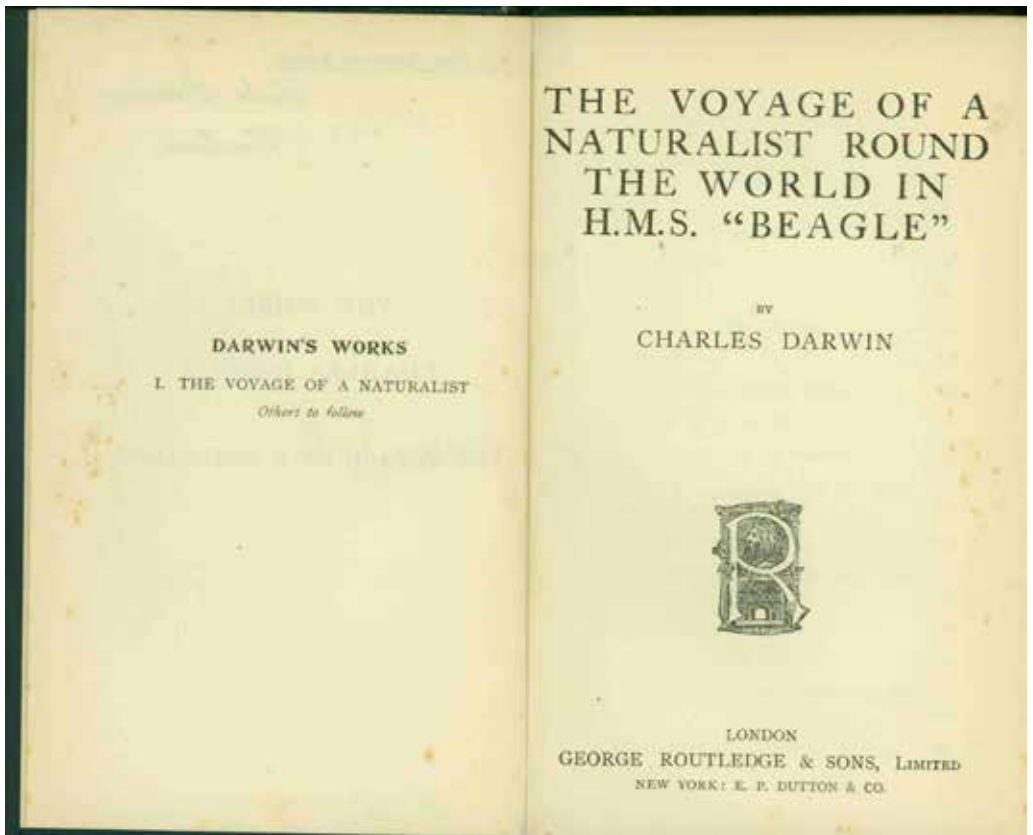 DARWIN'S WORKS
I. THE VOYAGE OF A NATURALIST
Others to follow
THE VOYAGE OF A
NATURALIST ROUND
THE WORLD IN
H.M.S. “BEAGLE”
BY
CHARLES DARWIN
R
LONDON
GEORGE ROUTLEDGE & SONS, LIMITED
NEW YORK: E. P. DUTTON & CO.